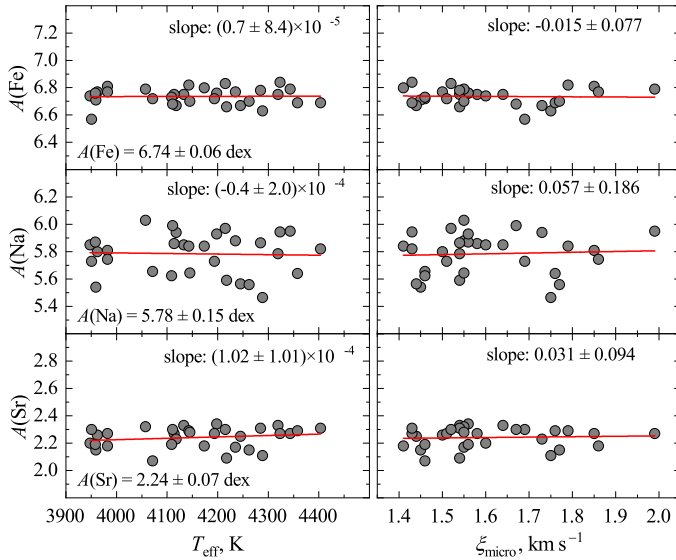 slope: (0.7 ± 8.4)×10 -5
slope: -0.015 ± 0.077
7.2
7.0
6.8
6.6
6.4
A(Fe)
A(Fe) = 6.74 ± 0.06 dex
slope: (-0.4 ± 2.0)×10 -4
slope: 0.057 ± 0.186
6.2
6.0
5.8
5.6
5.4
A(Na)
A(Na) = 5.78 ± 0.15 dex
slope: (1.02 ± 1.01)×10 -4
slope: 0.031 ± 0.094
2.8
2.6
2.4
2.2
2.0
A(Sr)
A(Sr) = 2.24 ± 0.07 dex
3900 4000 4100 4200 4300 4400
1.4 1.5 1.6 1.7 1.8 1.9 2.0
Teff, K
ξmicro, km s-1